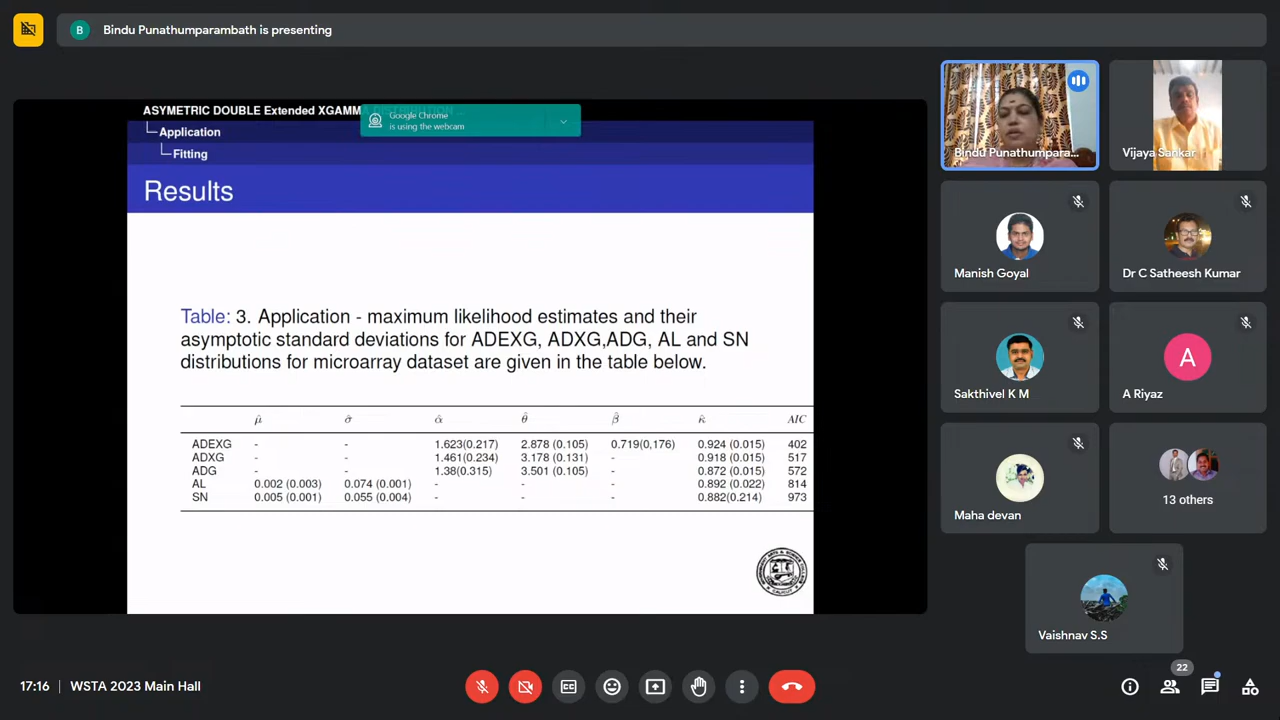 B Bindu Punathumparambath is presenting
ASYMETRIC DOUBLE Extended XGAMMA DISTRIBUTION
Google Chrome
is using the webcam
Application
Fitting
Results
Table: 3. Application - maximum likelihood estimates and their
asymptotic standard deviations for ADEXG, ADXG,ADG, AL and SN
distributions for microarray dataset are given in the table below.
μ̂ σ̂ α̂ θ̂ β̂ κ̂ AIC
ADEXG - - 1.623(0.217) 2.878 (0.105) 0.719(0,176) 0.924 (0.015) 402
ADXG - - 1.461(0.234) 3.178 (0.131) - 0.918 (0.015) 517
ADG - - 1.38(0.315) 3.501 (0.105) - 0.872 (0.015) 572
AL 0.002 (0.003) 0.074 (0.001) - - - 0.892 (0.022) 814
SN 0.005 (0.001) 0.055 (0.004) - - - 0.882(0.214) 973
Bindu Punathumpara...
Vijaya Sankar
Manish Goyal
Dr C Satheesh Kumar
Sakthivel K M
A
A Riyaz
Maha devan
13 others
Vaishnav S.S
17:16 | WSTA 2023 Main Hall
22